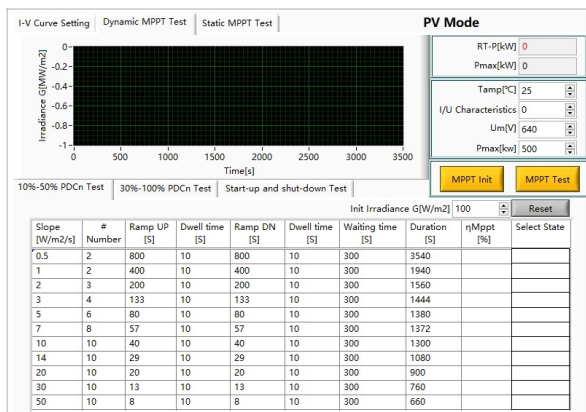 I-V Curve Setting Dynamic MPPT Test Static MPPT Test
PV Mode
RT-P[kW] 0
Pmax[kW] 0
Tamp[℃] 25
I/U Characteristics 0
Um[V] 640
Pmax[kw] 500
MPPT Init MPPT Test
Irradiance G[MW/m2]
0
-0.2
-0.4
-0.6
-0.8
-1
0 500 1000 1500 2000 2500 3000 3500
Time[s]
10%-50% PDCn Test 30%-100% PDCn Test Start-up and shut-down Test
Init Irradiance G[W/m2] 100 Reset
Slope # Ramp UP Dwell time Ramp DN Dwell time Waiting time Duration ηMppt Select State
[W/m2/s] Number [S] [S] [S] [S] [S] [S] [%]
0.5 2 800 10 800 10 300 3540
1 2 400 10 400 10 300 1940
2 3 200 10 200 10 300 1560
3 4 133 10 133 10 300 1444
5 6 80 10 80 10 300 1380
7 8 57 10 57 10 300 1372
10 10 40 10 40 10 300 1300
14 10 29 10 29 10 300 1080
20 10 20 10 20 10 300 900
30 10 13 10 13 10 300 760
50 10 8 10 8 10 300 660